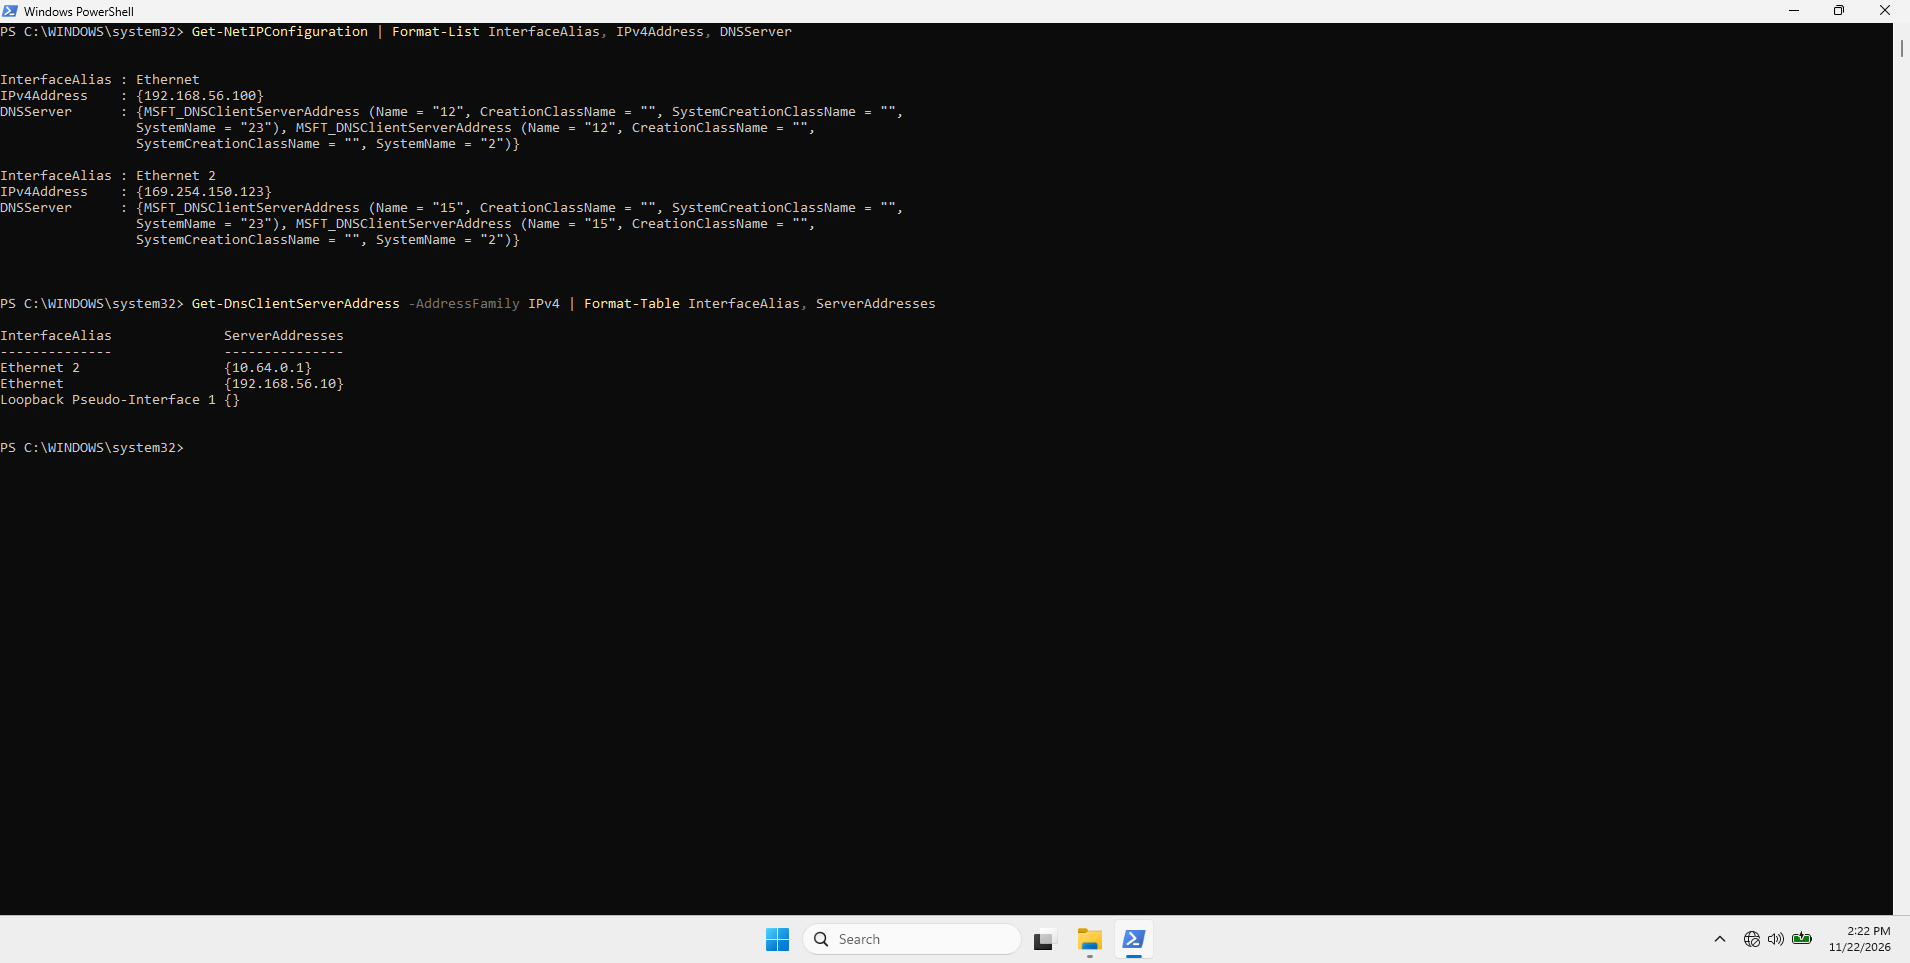 Windows PowerShell
PS C:\WINDOWS\system32> Get-NetIPConfiguration | Format-List InterfaceAlias, IPv4Address, DNSServer
InterfaceAlias : Ethernet
IPv4Address    : {192.168.56.100}
DNSServer      : {MSFT_DNSClientServerAddress (Name = "12", CreationClassName = "", SystemCreationClassName = "",
                 SystemName = "23"), MSFT_DNSClientServerAddress (Name = "12", CreationClassName = "",
                 SystemCreationClassName = "", SystemName = "2")}
InterfaceAlias : Ethernet 2
IPv4Address    : {169.254.150.123}
DNSServer      : {MSFT_DNSClientServerAddress (Name = "15", CreationClassName = "", SystemCreationClassName = "",
                 SystemName = "23"), MSFT_DNSClientServerAddress (Name = "15", CreationClassName = "",
                 SystemCreationClassName = "", SystemName = "2")}
PS C:\WINDOWS\system32> Get-DnsClientServerAddress -AddressFamily IPv4 | Format-Table InterfaceAlias, ServerAddresses
InterfaceAlias              ServerAddresses
--------------              ---------------
Ethernet 2                  {10.64.0.1}
Ethernet                    {192.168.56.10}
Loopback Pseudo-Interface 1 {}
PS C:\WINDOWS\system32>
Search
2:22 PM
11/22/2026